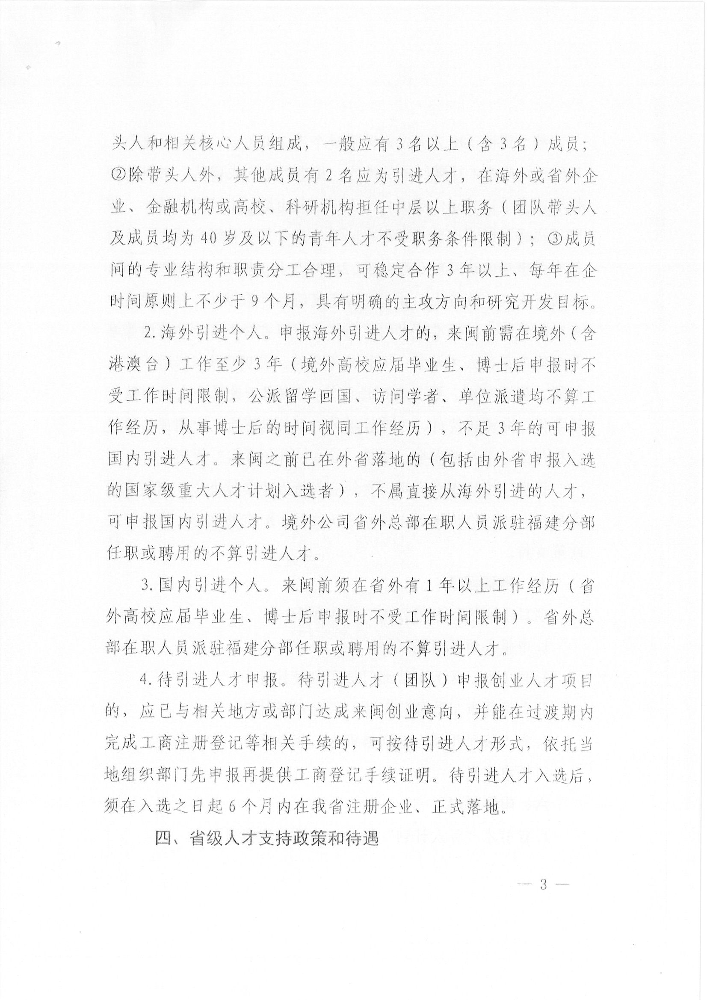 头人和相关核心人员组成，一般应有3名以上（含3名）成员；
②除带头人外，其他成员有2名应为引进人才，在海外或省外企
业、金融机构或高校、科研机构担任中层以上职务（团队带头人
及成员均为40岁及以下的青年人才不受职务条件限制）；③成员
间的专业结构和职责分工合理，可稳定合作3年以上、每年在企
时间原则上不少于9个月，具有明确的主攻方向和研究开发目标。
2.海外引进个人。申报海外引进人才的，来闽前需在境外（含
港澳台）工作至少3年（境外高校应届毕业生、博士后申报时不
受工作时间限制，公派留学回国、访问学者、单位派遣均不算工
作经历，从事博士后的时间视同工作经历），不足3年的可申报
国内引进人才。来闽之前已在外省落地的（包括由外省申报入选
的国家级重大人才计划入选者），不属直接从海外引进的人才，
可申报国内引进人才。境外公司省外总部在职人员派驻福建分部
任职或聘用的不算引进人才。
3.国内引进个人。来闽前须在省外有1年以上工作经历（省
外高校应届毕业生、博士后申报时不受工作时间限制）。省外总
部在职人员派驻福建分部任职或聘用的不算引进人才。
4.待引进人才申报。待引进人才（团队）申报创业人才项目
的，应已与相关地方或部门达成来闽创业意向，并能在过渡期内
完成工商注册登记等相关手续的，可按待引进人才形式，依托当
地组织部门先申报再提供工商登记手续证明。待引进人才入选后，
须在入选之日起6个月内在我省注册企业、正式落地。
四、省级人才支持政策和待遇
— 3 —